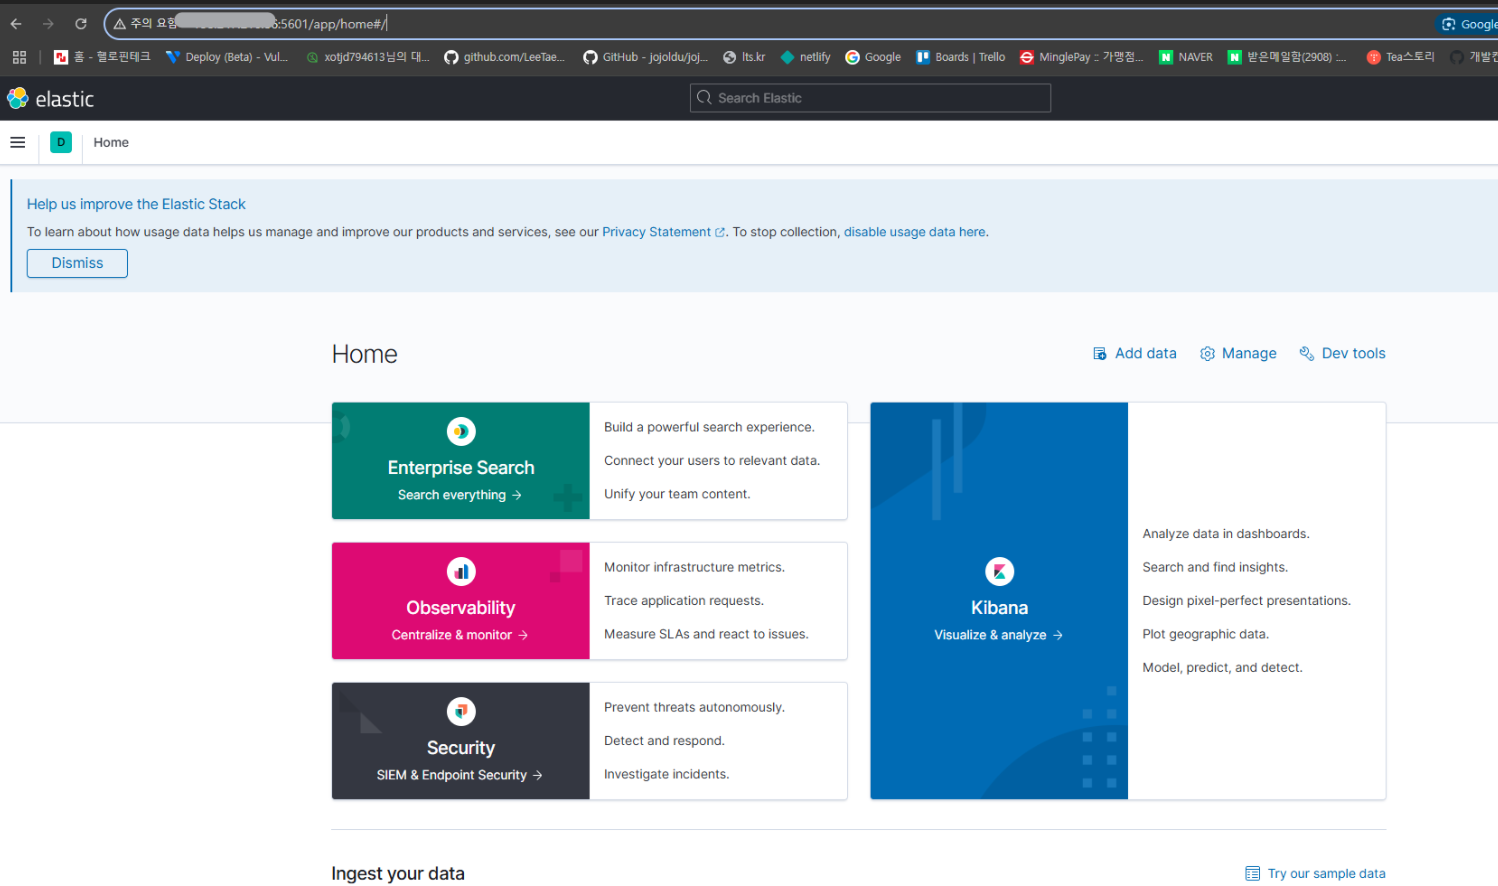 주의 요함 :5601/app/home#/
Google
홈 - 헬로핀테크
Deploy (Beta) - Vul...
xotjd794613님의 대...
github.com/LeeTae...
GitHub - jojoldu/joj...
lts.kr
netlify
Google
Boards | Trello
MinglePay :: 가맹점...
NAVER
받은메일함(2908) :...
Tea스토리
elastic
Search Elastic
D
Home
Help us improve the Elastic Stack
To learn about how usage data helps us manage and improve our products and services, see our Privacy Statement. To stop collection, disable usage data here.
Dismiss
Home
Add data
Manage
Dev tools
Enterprise Search
Search everything →
Build a powerful search experience.
Connect your users to relevant data.
Unify your team content.
Observability
Centralize & monitor →
Monitor infrastructure metrics.
Trace application requests.
Measure SLAs and react to issues.
Security
SIEM & Endpoint Security →
Prevent threats autonomously.
Detect and respond.
Investigate incidents.
Kibana
Visualize & analyze →
Analyze data in dashboards.
Search and find insights.
Design pixel-perfect presentations.
Plot geographic data.
Model, predict, and detect.
Ingest your data
Try our sample data